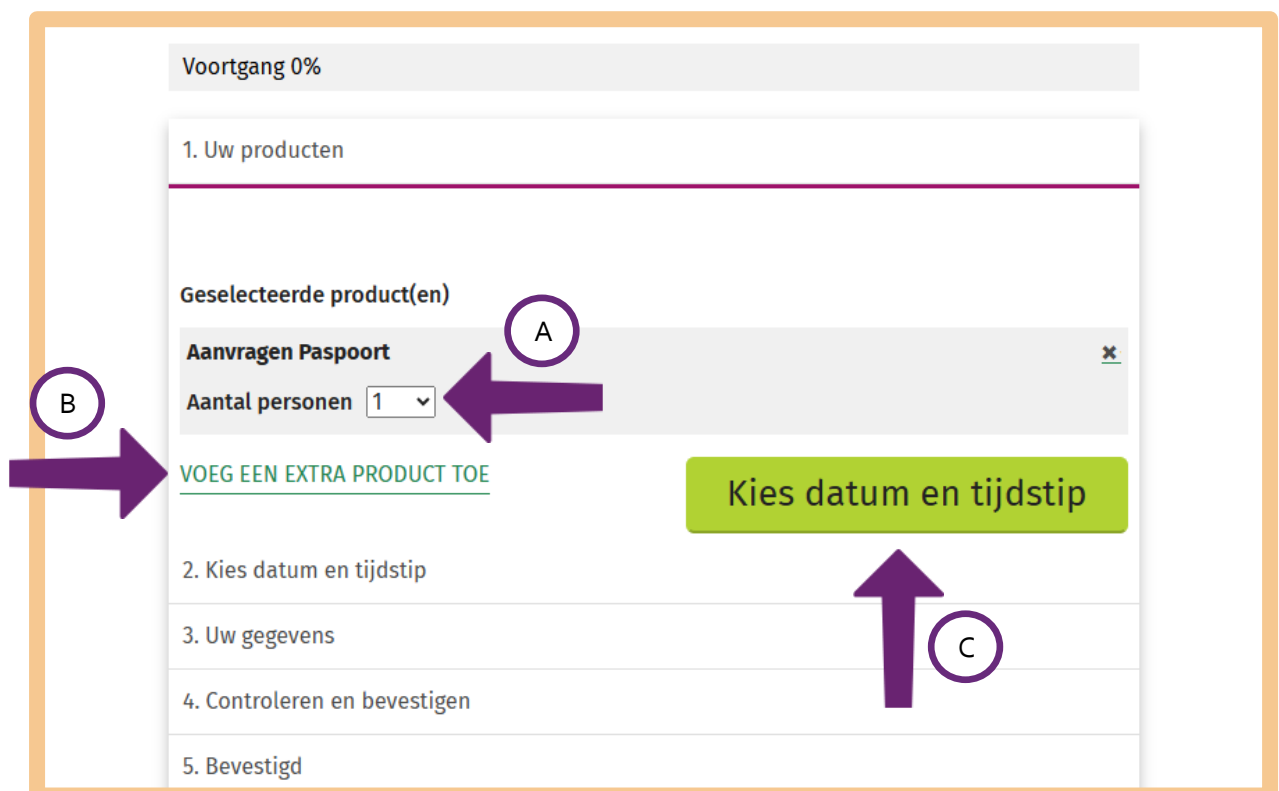 Voortgang 0%
1. Uw producten
Geselecteerde product(en)
A
Aanvragen Paspoort
Aantal personen 1
B
VOEG EEN EXTRA PRODUCT TOE
Kies datum en tijdstip
2. Kies datum en tijdstip
3. Uw gegevens
C
4. Controleren en bevestigen
5. Bevestigd